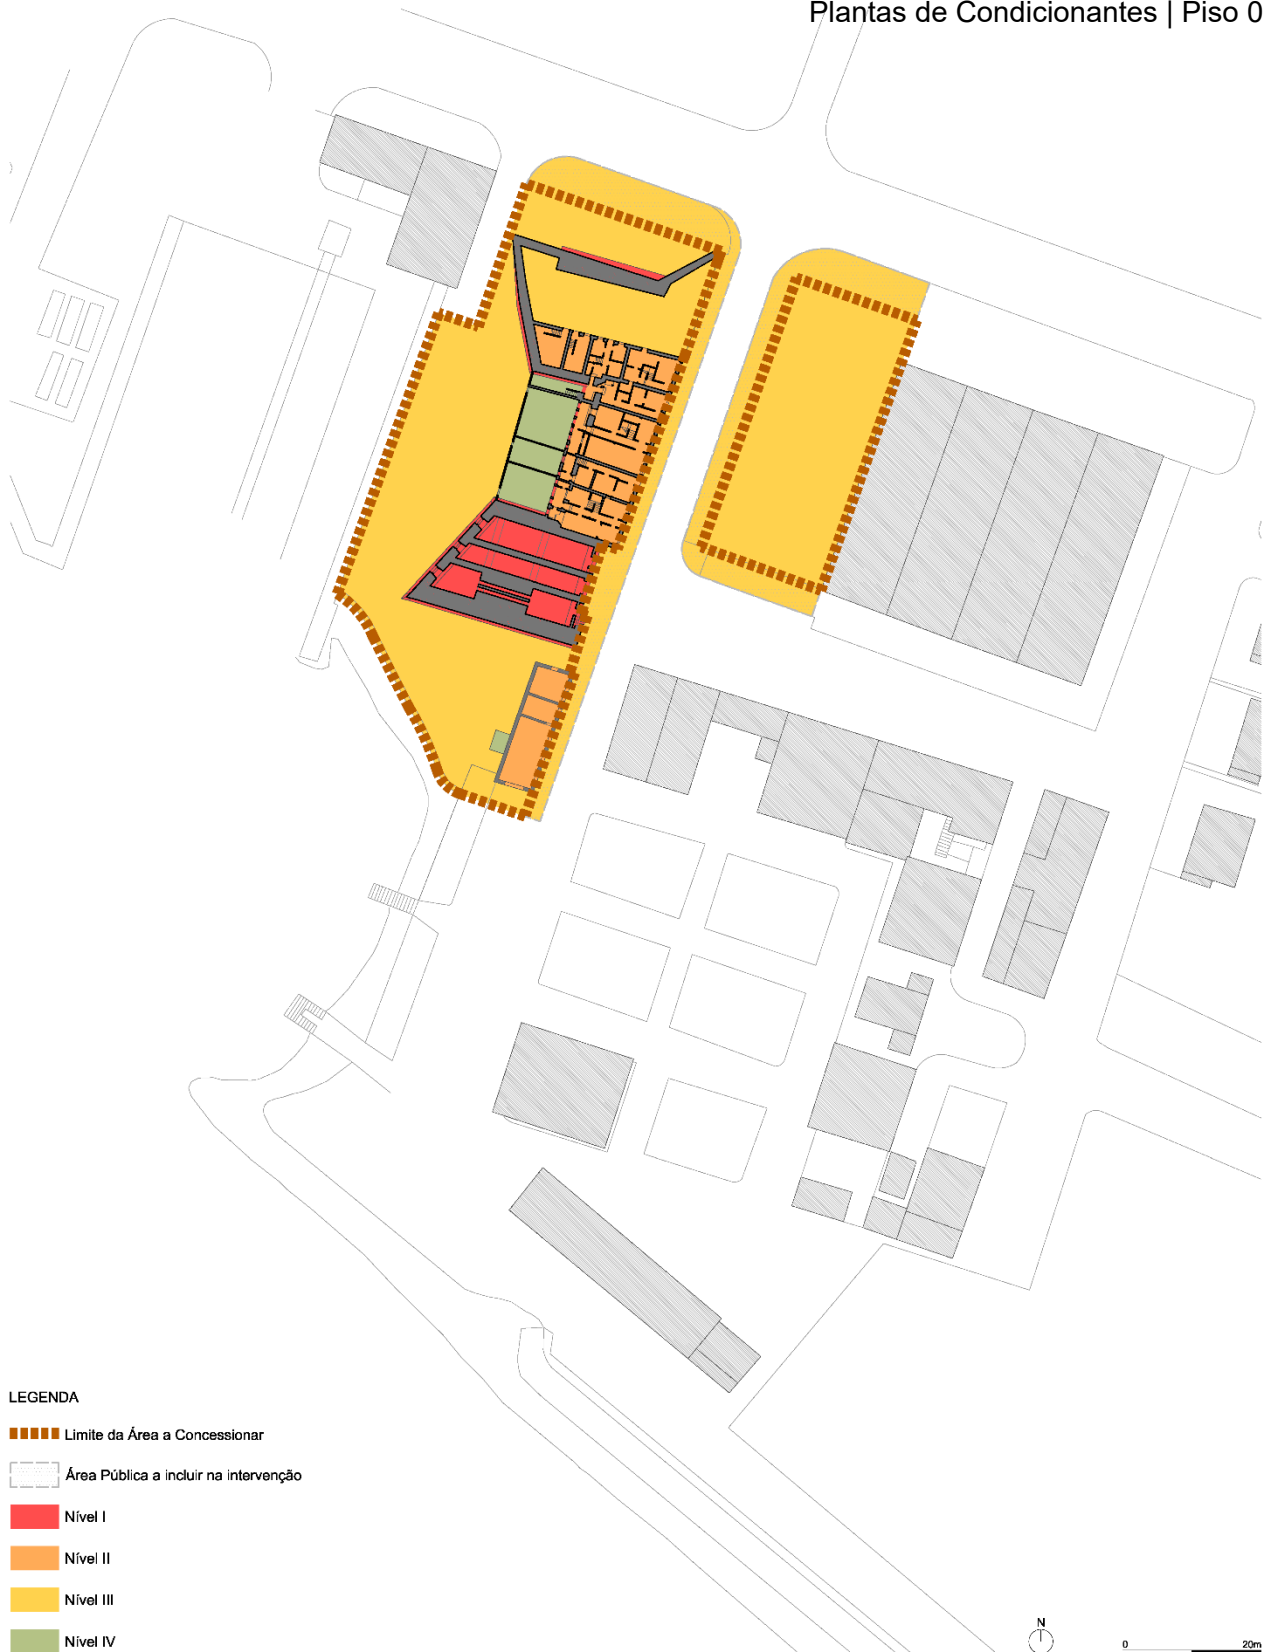 Plantas de Condicionantes | Piso 0
LEGENDA
Limite da Área a Concessionar
Área Pública a incluir na intervenção
Nível I
Nível II
Nível III
Nível IV
N
0 20m